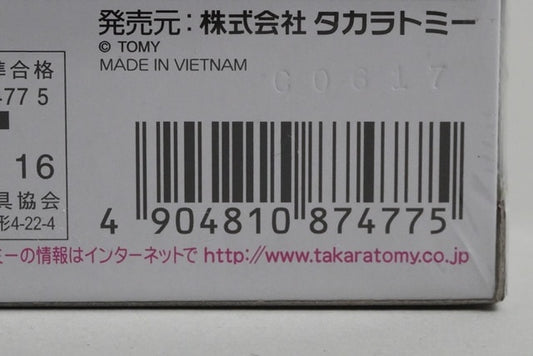 発売元：株式会社 タカラトミー
© TOMY
MADE IN VIETNAM
G0617
準合格
477 5
16
具協会
形4-22-4
4 904810 874775
ミーの情報はインターネットで http://www.takaratomy.co.jp